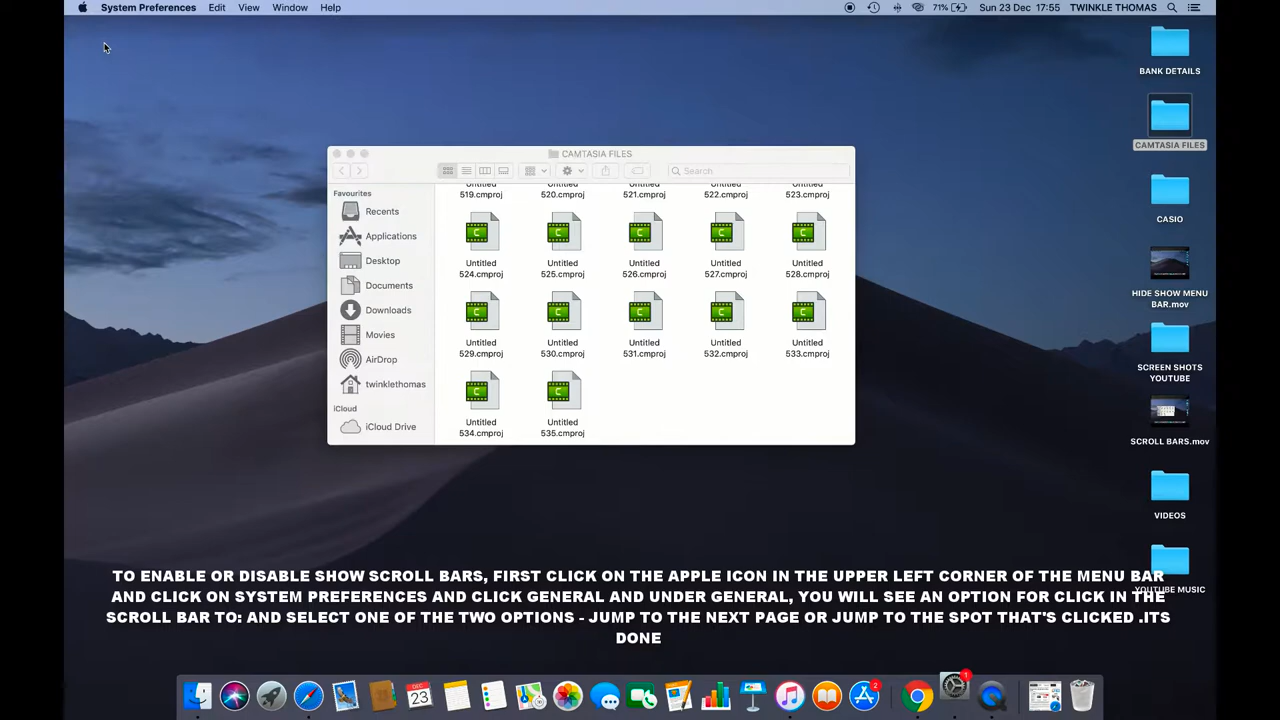 System Preferences Edit View Window Help
71% Sun 23 Dec 17:55 TWINKLE THOMAS
BANK DETAILS
CAMTASIA FILES
CASIO
HIDE SHOW MENU
BAR.mov
SCREEN SHOTS
YOUTUBE
SCROLL BARS.mov
VIDEOS
YOUTUBE MUSIC
CAMTASIA FILES
Search
Favourites
Recents
Applications
Desktop
Documents
Downloads
Movies
AirDrop
twinklethomas
iCloud
iCloud Drive
Untitled Untitled Untitled Untitled Untitled
519.cmproj 520.cmproj 521.cmproj 522.cmproj 523.cmproj
Untitled Untitled Untitled Untitled Untitled
524.cmproj 525.cmproj 526.cmproj 527.cmproj 528.cmproj
Untitled Untitled Untitled Untitled Untitled
529.cmproj 530.cmproj 531.cmproj 532.cmproj 533.cmproj
Untitled Untitled
534.cmproj 535.cmproj
TO ENABLE OR DISABLE SHOW SCROLL BARS, FIRST CLICK ON THE APPLE ICON IN THE UPPER LEFT CORNER OF THE MENU BAR
AND CLICK ON SYSTEM PREFERENCES AND CLICK GENERAL AND UNDER GENERAL, YOU WILL SEE AN OPTION FOR CLICK IN THE
SCROLL BAR TO: AND SELECT ONE OF THE TWO OPTIONS - JUMP TO THE NEXT PAGE OR JUMP TO THE SPOT THAT'S CLICKED .ITS
DONE
DEC
23
2
1